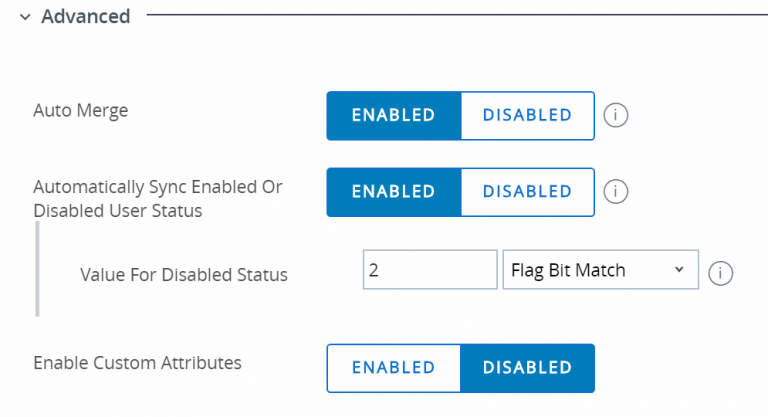 Advanced
Auto Merge
ENABLED DISABLED i
Automatically Sync Enabled Or
Disabled User Status
ENABLED DISABLED i
Value For Disabled Status
2 Flag Bit Match i
Enable Custom Attributes
ENABLED DISABLED